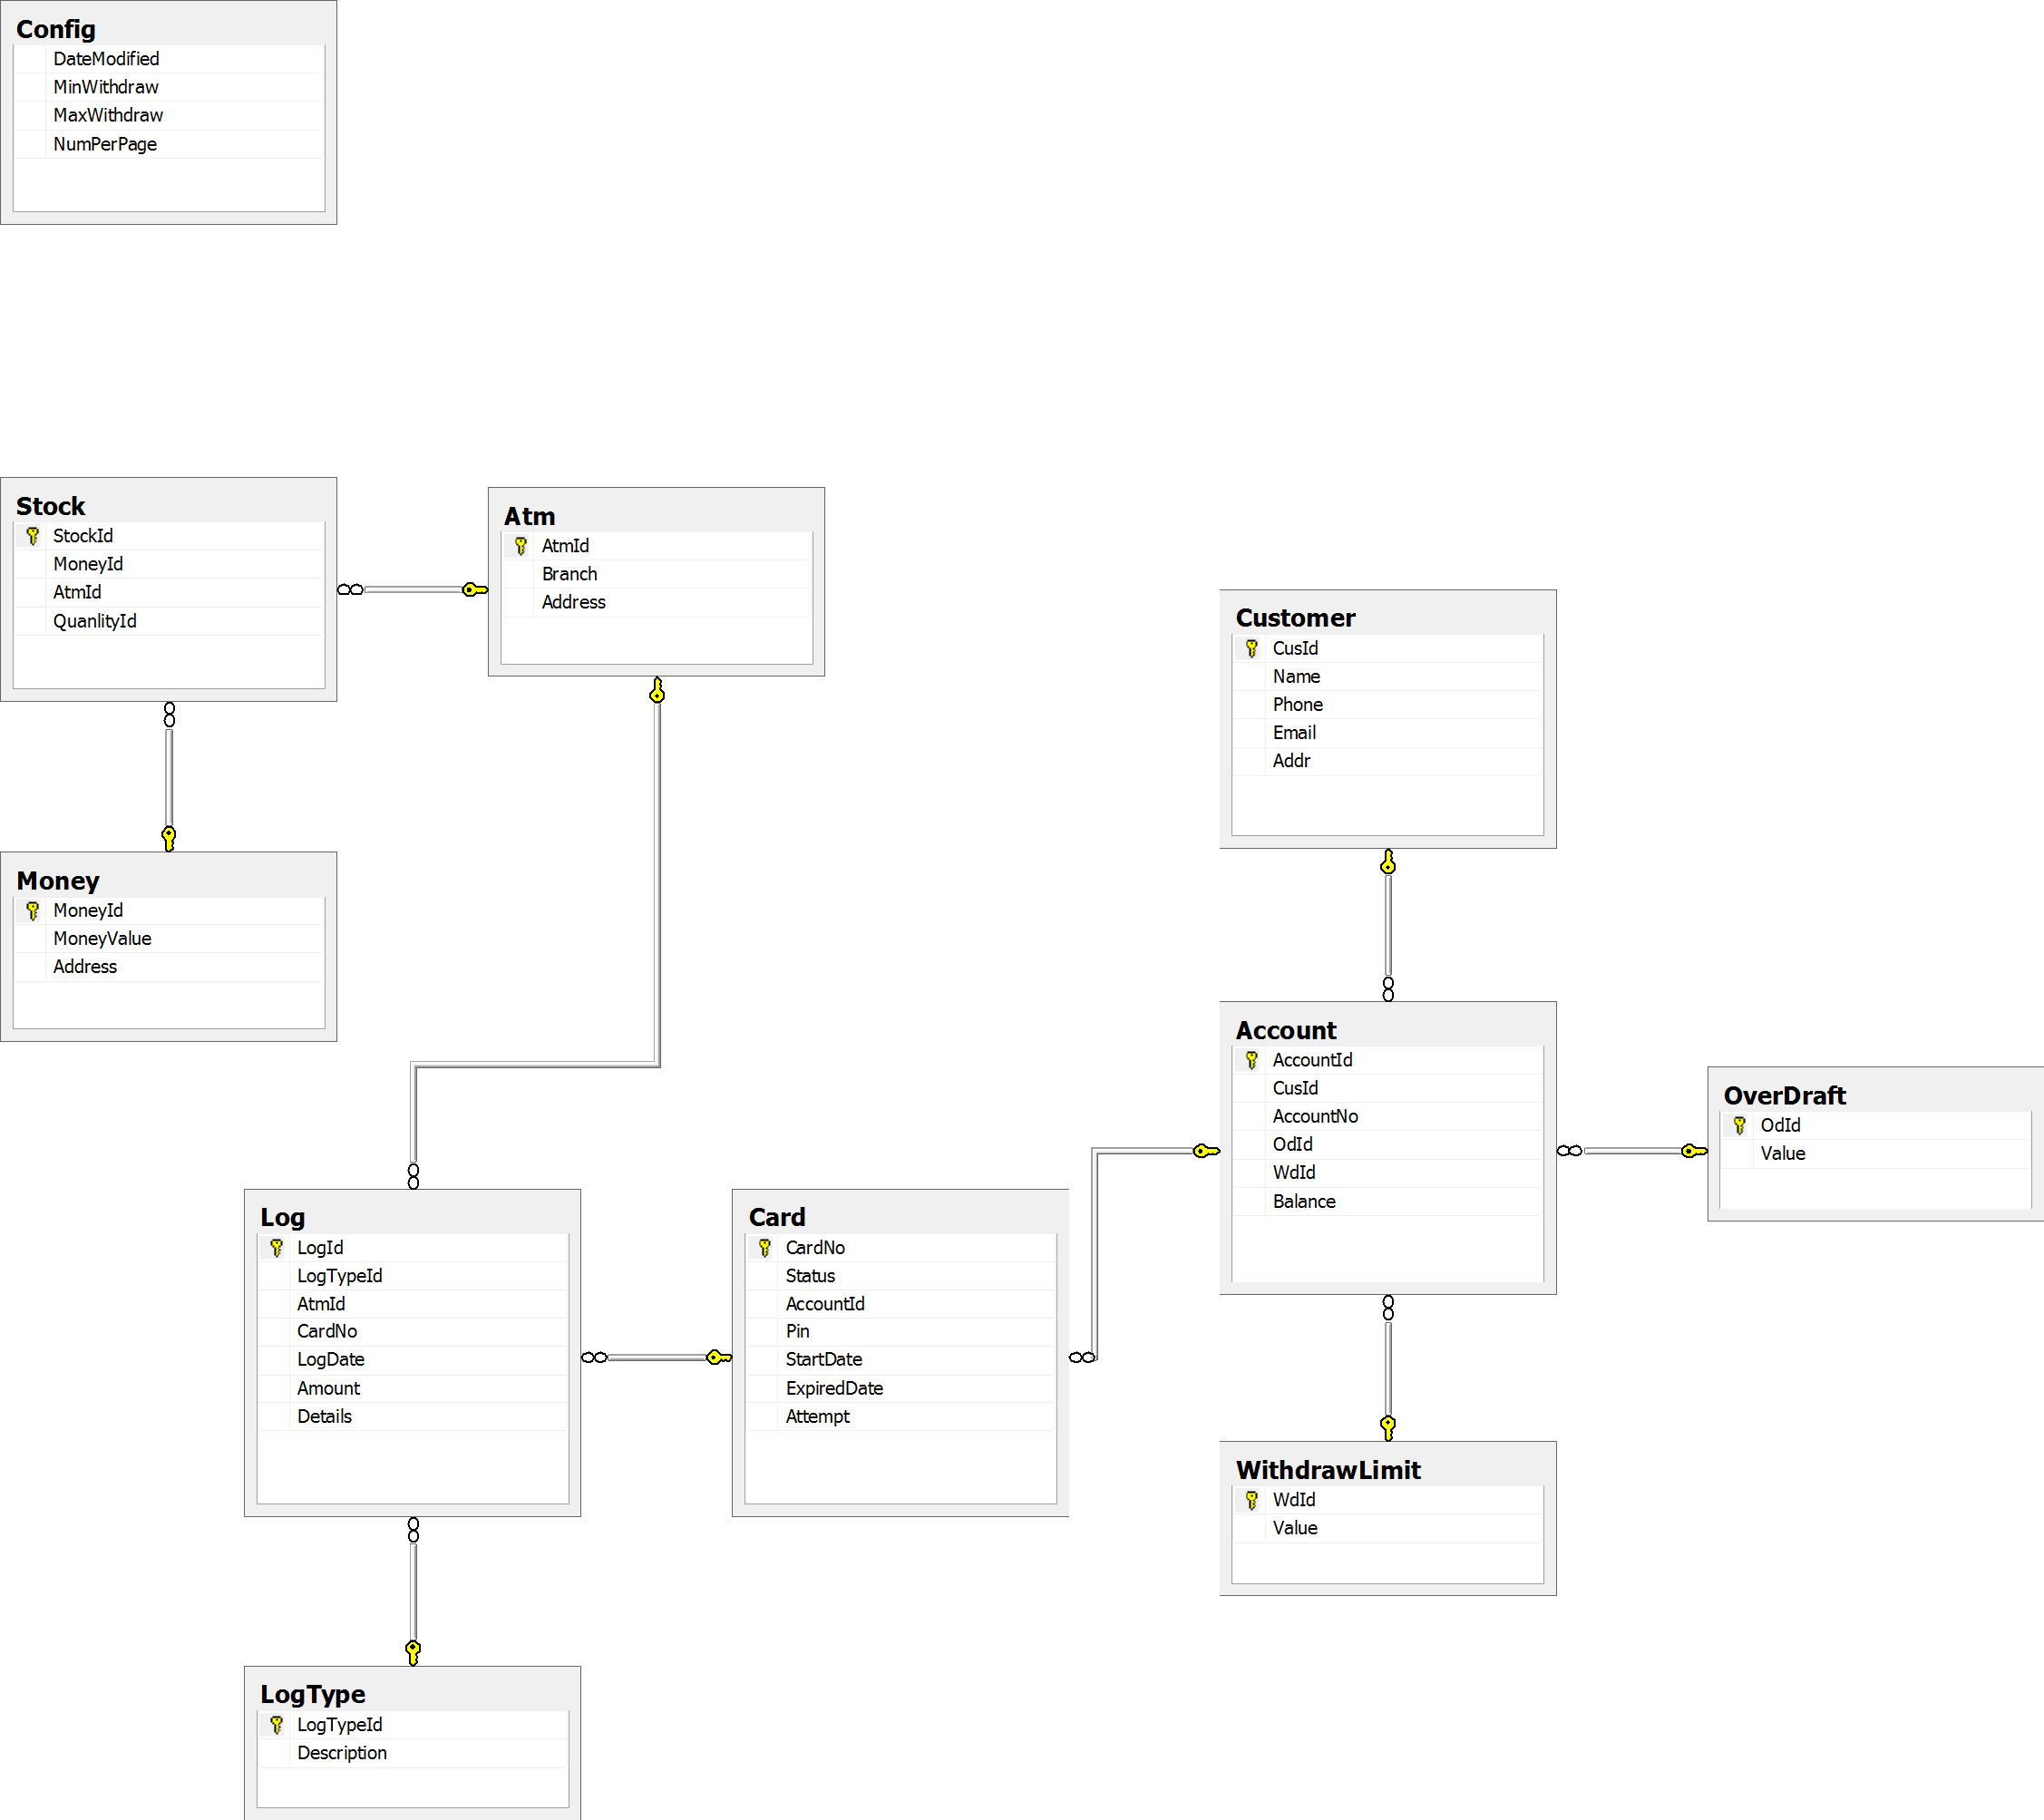 Config
DateModified
MinWithdraw
MaxWithdraw
NumPerPage
Stock
StockId
MoneyId
AtmId
QuanlityId
Atm
AtmId
Branch
Address
Customer
CusId
Name
Phone
Email
Addr
Money
MoneyId
MoneyValue
Address
Account
AccountId
CusId
AccountNo
OdId
WdId
Balance
OverDraft
OdId
Value
Log
LogId
LogTypeId
AtmId
CardNo
LogDate
Amount
Details
Card
CardNo
Status
AccountId
Pin
StartDate
ExpiredDate
Attempt
WithdrawLimit
WdId
Value
LogType
LogTypeId
Description